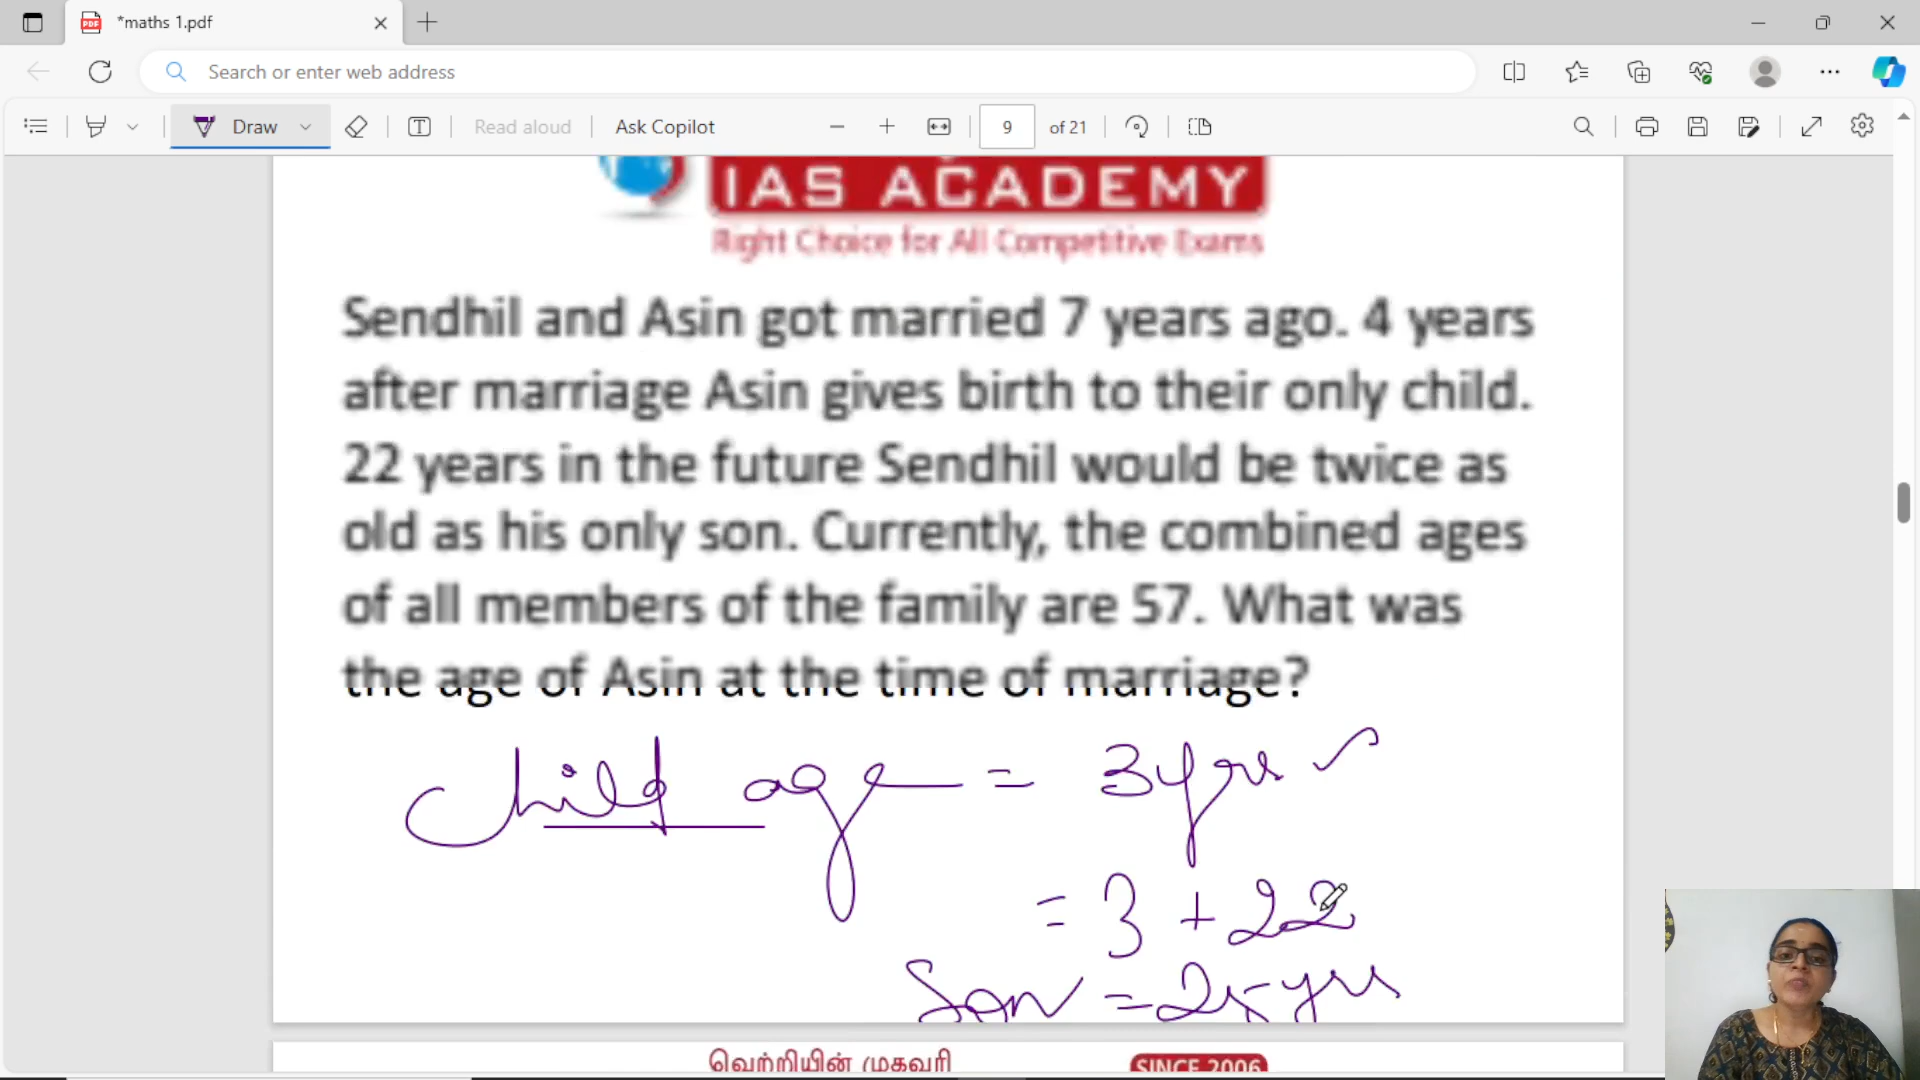 *maths 1.pdf
Search or enter web address
Draw
Read aloud
Ask Copilot
9
of 21
IAS ACADEMY
Right Choice for All Competitive Exams
Sendhil and Asin got married 7 years ago. 4 years
after marriage Asin gives birth to their only child.
22 years in the future Sendhil would be twice as
old as his only son. Currently, the combined ages
of all members of the family are 57. What was
the age of Asin at the time of marriage?
Child age = 3yrs ✓
= 3 + 22
Son = 25yrs
வெற்றியின் முகவரி
SINCE 2006